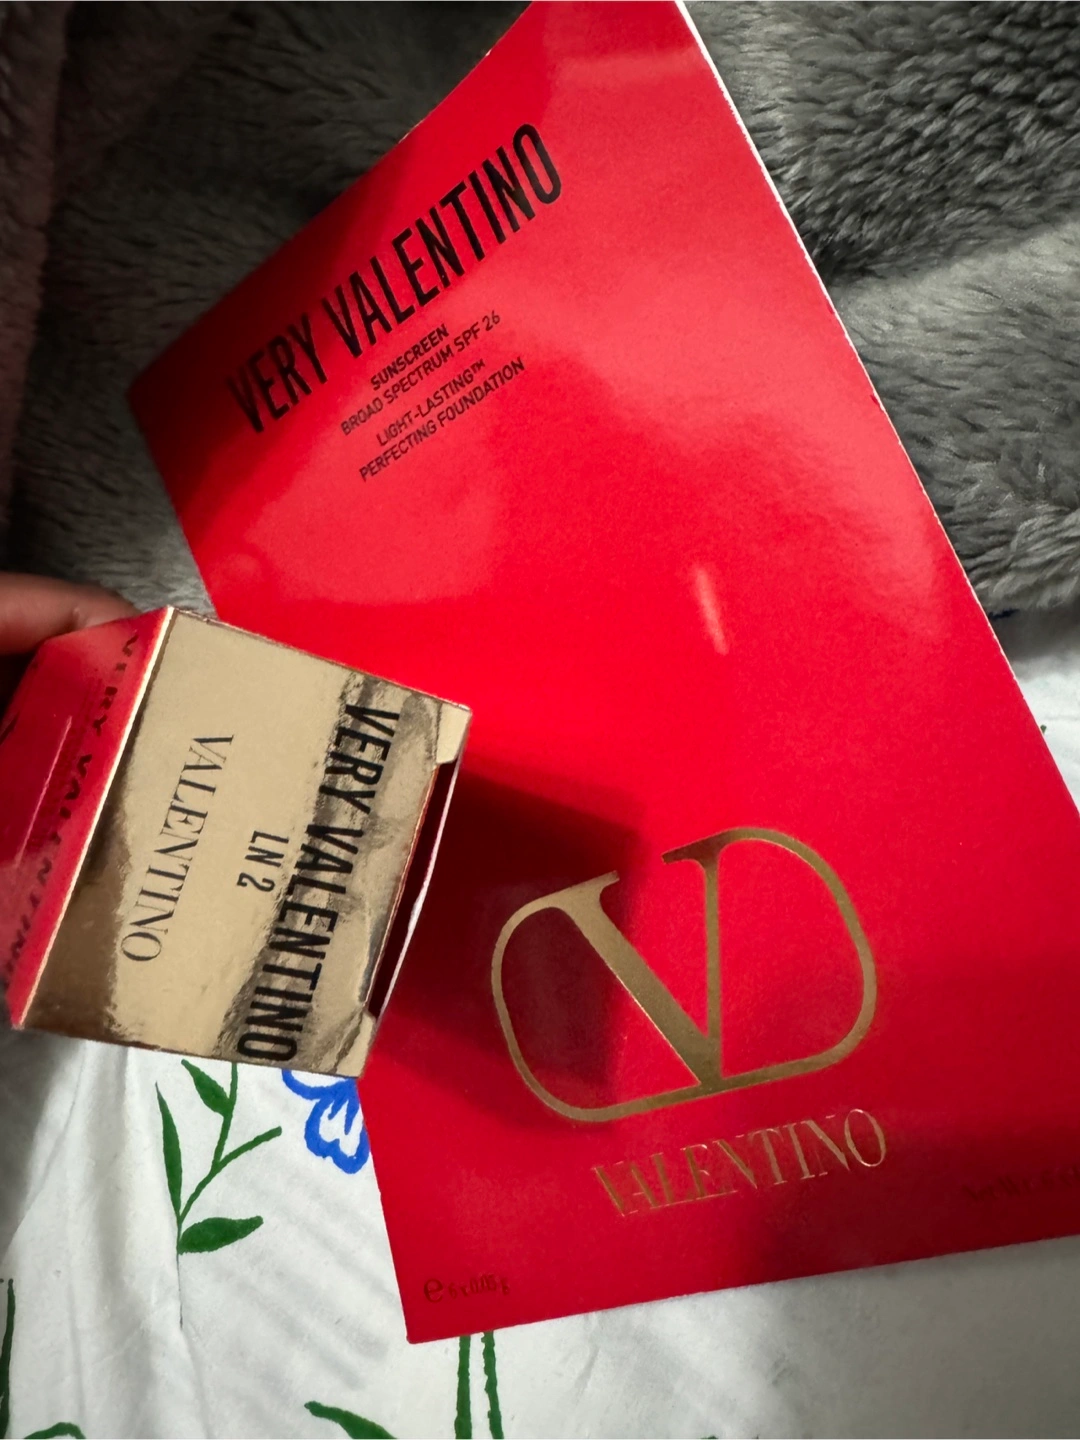 VERY VALENTINO
SUNSCREEN
BROAD SPECTRUM SPF 26
LIGHT-LASTING™
PERFECTING FOUNDATION
VALENTINO
VERY VALENTINO
VERY VALENTINO
LN 2
VALENTINO